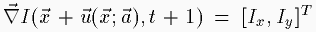 ∇⃗I(x⃗ + u⃗(x⃗; a⃗), t + 1) = [I_x, I_y]^T